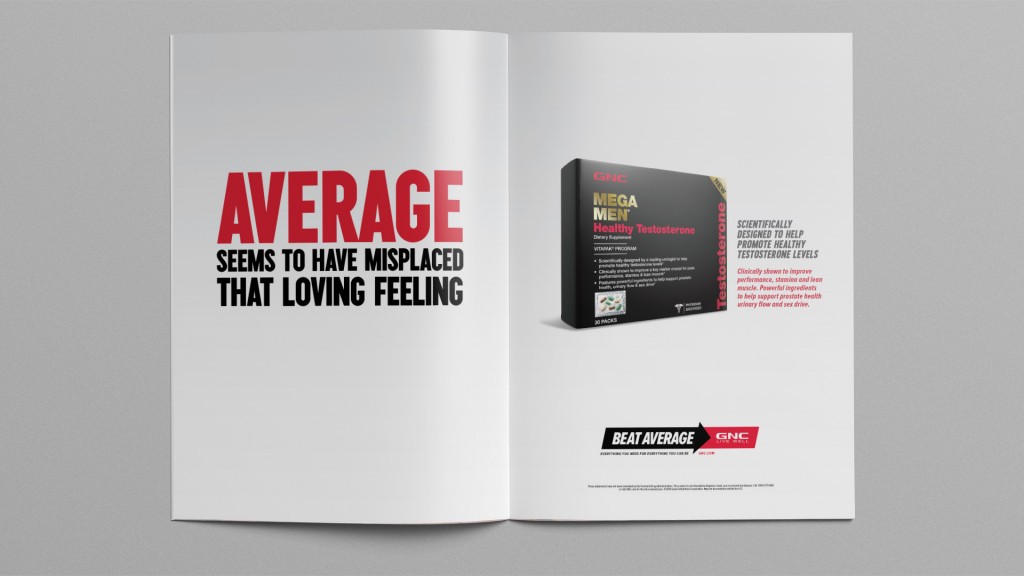 AVERAGE
SEEMS TO HAVE MISPLACED
THAT LOVING FEELING
GNC
NEW
MEGA
MEN®
Healthy Testosterone
Dietary Supplement
VITAPAK® PROGRAM
• Scientifically designed by a leading urologist to help
promote healthy testosterone levels*
• Clinically shown to improve a key marker crucial for peak
performance, stamina & lean muscle*
• Features powerful ingredients to help support prostate
health, urinary flow & sex drive*
30 PACKS
Testosterone
SCIENTIFICALLY
DESIGNED TO HELP
PROMOTE HEALTHY
TESTOSTERONE LEVELS
Clinically shown to improve
performance, stamina and lean
muscle. Powerful ingredients
to help support prostate health
urinary flow and sex drive.
BEAT AVERAGE
GNC
LIVE WELL
EVERYTHING YOU NEED FOR EVERYTHING YOU CAN BE
GNC.COM